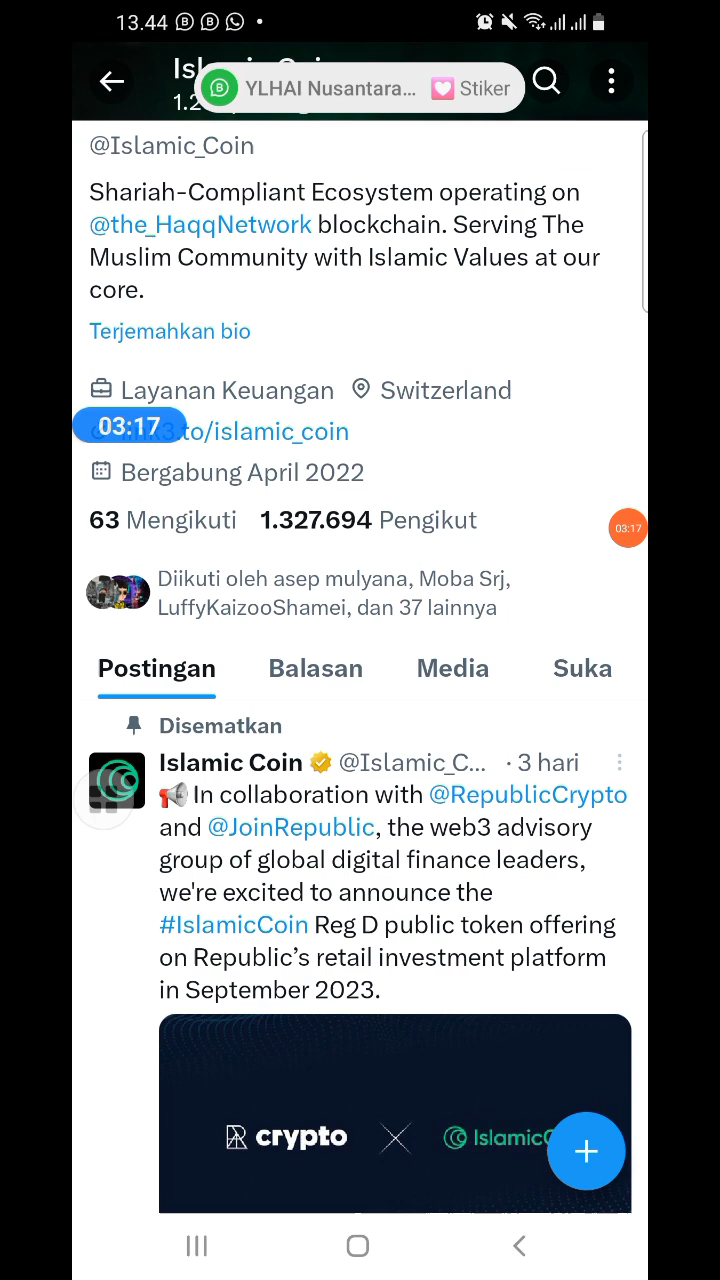 13.44
YLHAI Nusantara... Stiker
@Islamic_Coin
Shariah-Compliant Ecosystem operating on
@the_HaqqNetwork blockchain. Serving The
Muslim Community with Islamic Values at our
core.
Terjemahkan bio
Layanan Keuangan Switzerland
03:17
link3.to/islamic_coin
Bergabung April 2022
63 Mengikuti 1.327.694 Pengikut
03:17
Diikuti oleh asep mulyana, Moba Srj,
LuffyKaizooShamei, dan 37 lainnya
Postingan Balasan Media Suka
Disematkan
Islamic Coin @Islamic_C... · 3 hari
In collaboration with @RepublicCrypto
and @JoinRepublic, the web3 advisory
group of global digital finance leaders,
we're excited to announce the
#IslamicCoin Reg D public token offering
on Republic’s retail investment platform
in September 2023.
crypto IslamicC